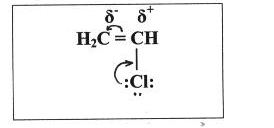 δ⁻ δ⁺
H₂C = CH
:Cl: